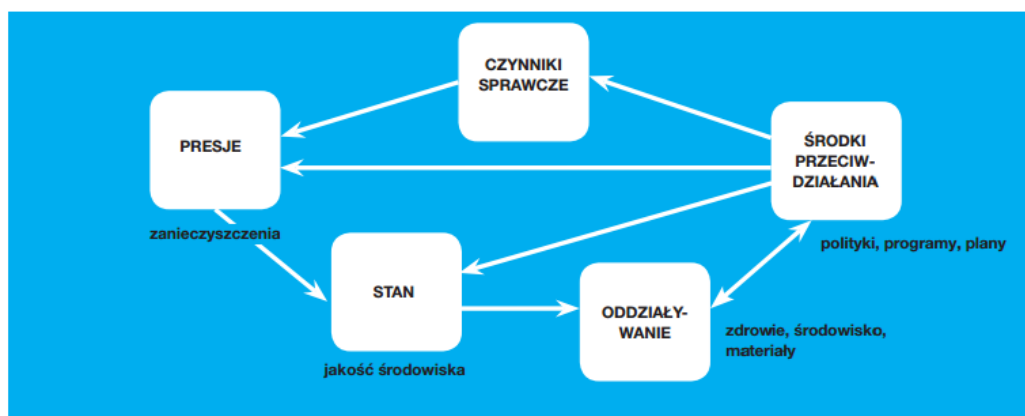 CZYNNIKI
SPRAWCZE
PRESJE
ŚRODKI
PRZECIW-
DZIAŁANIA
zanieczyszczenia
polityki, programy, plany
STAN
ODDZIAŁY-
WANIE
zdrowie, środowisko,
materiały
jakość środowiska